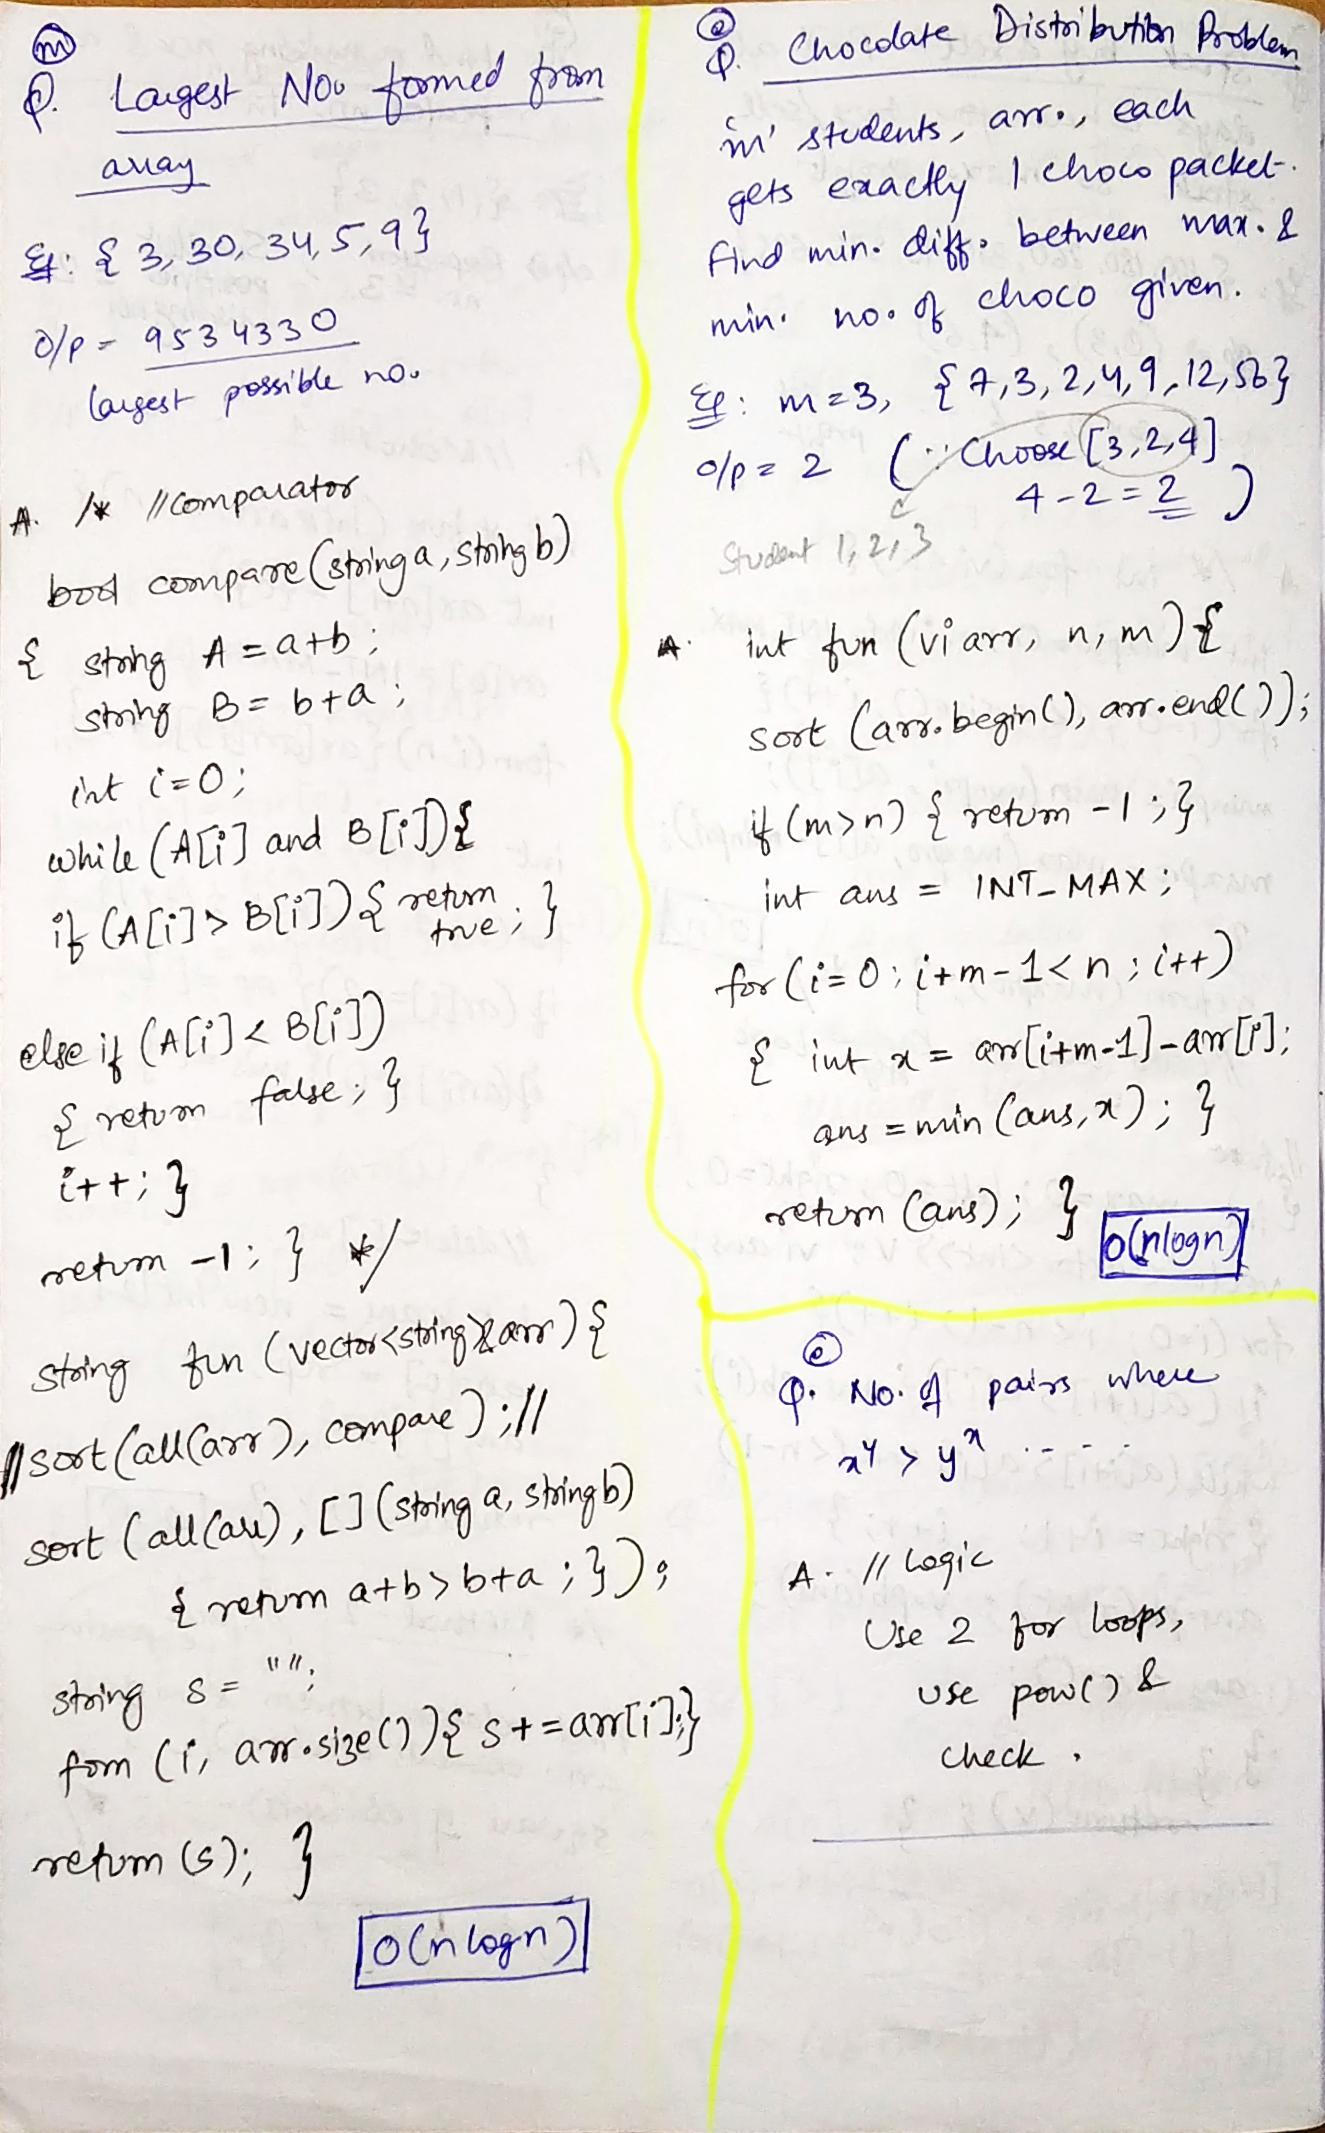 m
Q. Largest No. formed from
array
Eg: { 3, 30, 34, 5, 9}
O/p = 9534330
largest possible no.
A. /* //comparator
bool compare(string a, string b)
{ string A = a+b;
string B = b+a;
int i=0;
while (A[i] and B[i]){
if (A[i]> B[i]){ return
true; }
else if (A[i]< B[i])
{ return false; }
i++; }
return -1; } */
string fun (vector<string>& arr) {
//sort(all(arr), compare);//
sort (all(arr), [] (string a, string b)
{ return a+b>b+a ;});
string s = "";
forn (i, arr.size()){ s+=arr[i];}
return (s); }
O(n logn)
e
Q. Chocolate Distribution Problem
'm' students, arr., each
gets exactly 1 choco packet.
Find min. diff. between max. &
min. no. of choco given.
Eg: m=3, {7,3,2,4,9,12,56}
o/p = 2 (∵ Choose [3,2,4]
4-2=2 )
Student 1,2,3
A. int fun (vi arr, n, m) {
sort (arr.begin(), arr.end());
if (m>n) { return -1 ;}
int ans = INT_MAX;
for (i=0; i+m-1<n ; i++)
{ int x = arr[i+m-1]-arr[i];
ans =min (ans,x); }
return (ans); }
O(nlogn)
e
Q. No. of pairs where
x^y > y^x .....
A. // Logic
Use 2 for loops,
use pow() &
check .